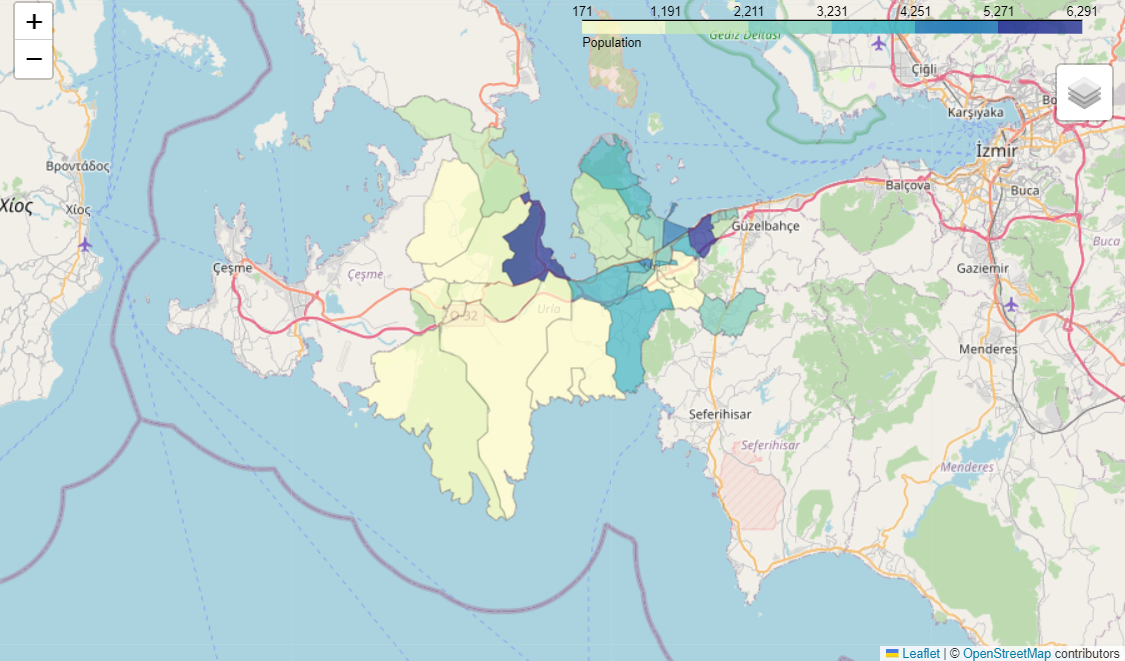 +
−
171 1,191 2,211 3,231 4,251 5,271 6,291
Population
Gediz Deltası
Çiğli
Karşıyaka
İzmir
Βροντάδος
Χίος
Χίος
Balçova
Buca
Güzelbahçe
Buca
Çeşme
Çeşme
Gaziemir
Urla
O-32
Menderes
Seferihisar
Seferihisar
Menderes
Leaflet | © OpenStreetMap contributors